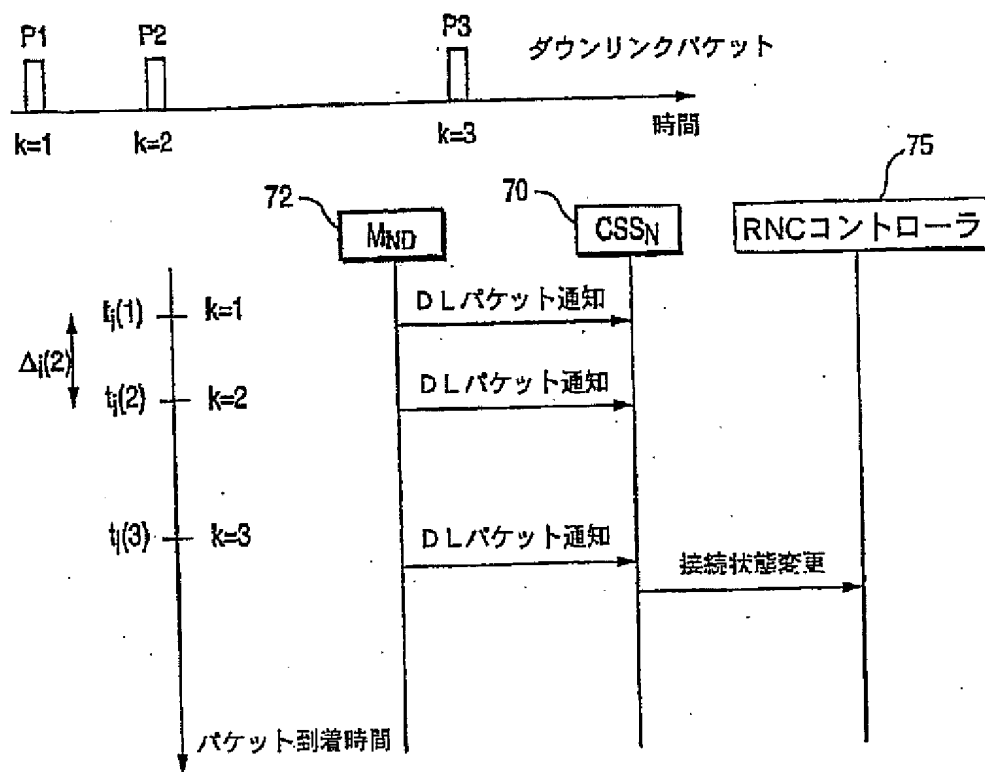 P1 P2 P3 ダウンリンクパケット
k=1 k=2 k=3 時間
72 70 75
MND CSSN RNCコントローラ
tj(1) k=1 DLパケット通知
Δj(2)
tj(2) k=2 DLパケット通知
tj(3) k=3 DLパケット通知
接続状態変更
パケット到着時間